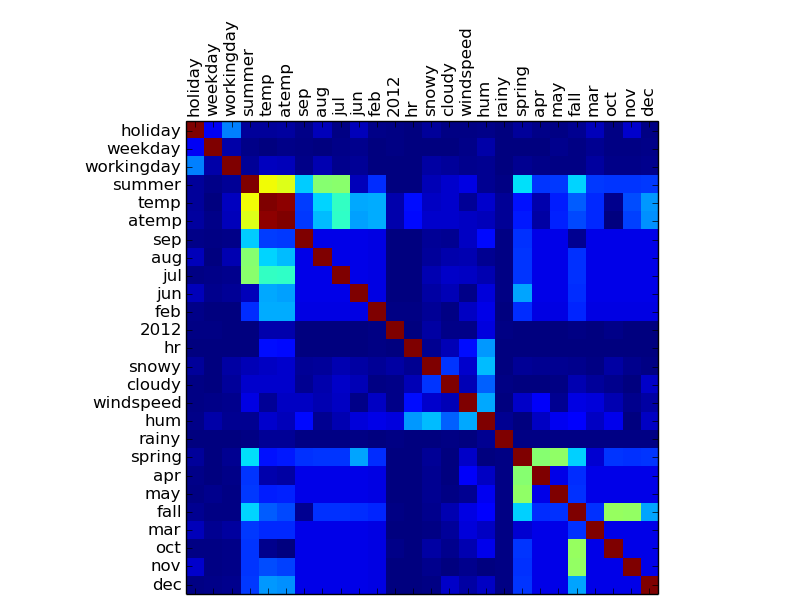 holiday
weekday
workingday
summer
temp
atemp
sep
aug
jul
jun
feb
2012
hr
snowy
cloudy
windspeed
hum
rainy
spring
apr
may
fall
mar
oct
nov
dec
holiday
weekday
workingday
summer
temp
atemp
sep
aug
jul
jun
feb
2012
hr
snowy
cloudy
windspeed
hum
rainy
spring
apr
may
fall
mar
oct
nov
dec